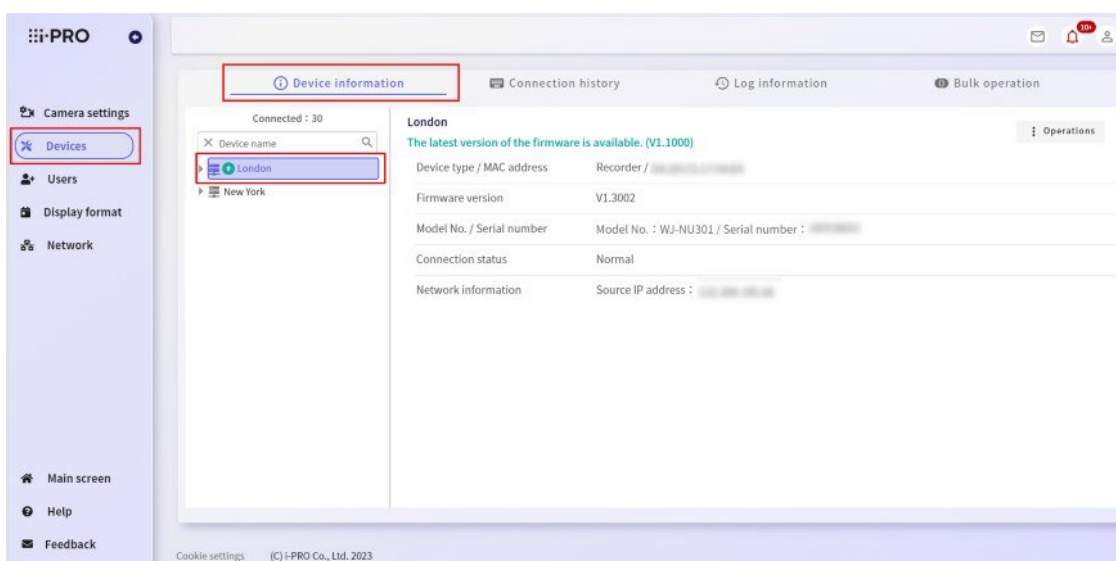 i-PRO
10+
Device information
Connection history
Log information
Bulk operation
Camera settings
Devices
Users
Display format
Network
Connected : 30
Device name
London
New York
London
Operations
The latest version of the firmware is available. (V1.1000)
Device type / MAC address Recorder /
Firmware version V1.3002
Model No. / Serial number Model No. : WJ-NU301 / Serial number :
Connection status Normal
Network information Source IP address :
Main screen
Help
Feedback
Cookie settings (C) i-PRO Co., Ltd. 2023